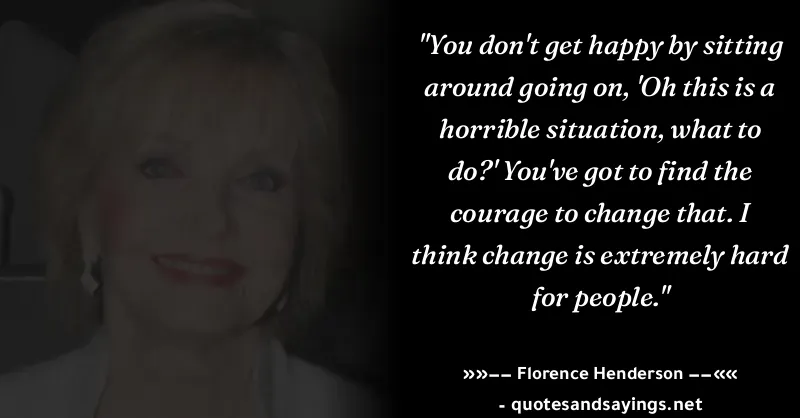 "You don't get happy by sitting
around going on, 'Oh this is a
horrible situation, what to
do?' You've got to find the
courage to change that. I
think change is extremely hard
for people."
»»−− Florence Henderson −−««
- quotesandsayings.net